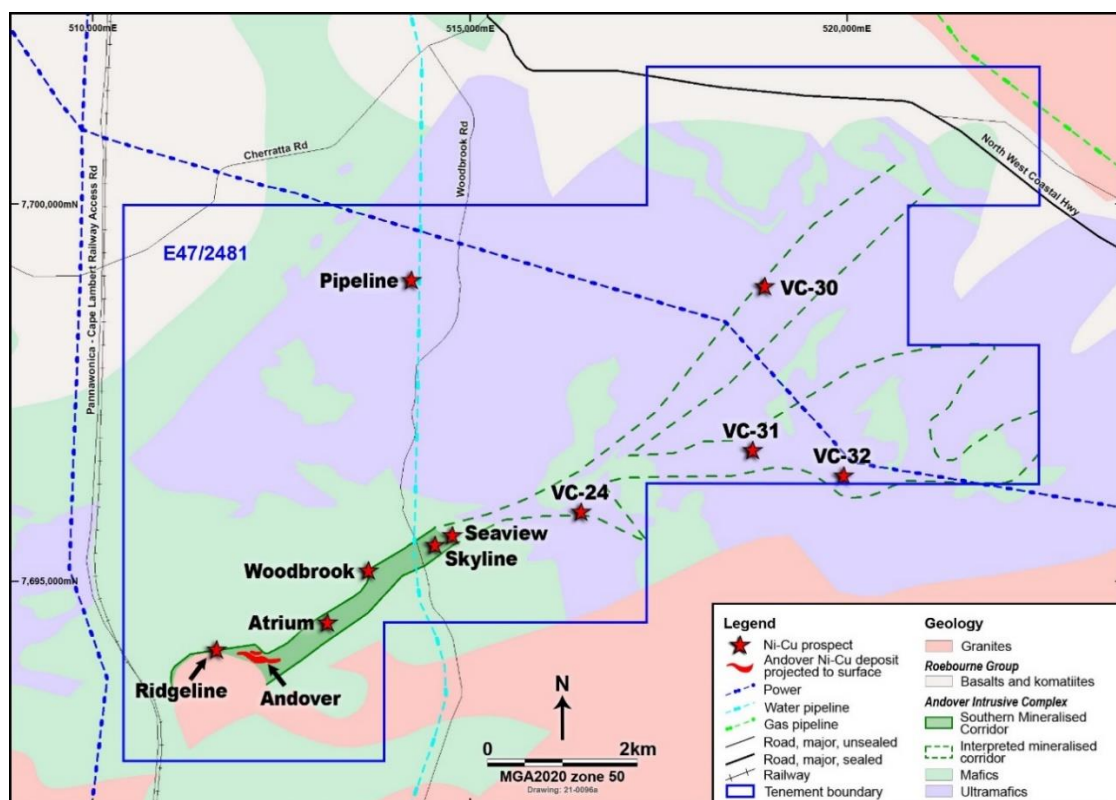 510,000mE
515,000mE
520,000mE
Cherratta Rd
Woodbrook Rd
North West Coastal Hwy
7,700,000mN
E47/2481
Pannawonica - Cape Lambert Railway Access Rd
Pipeline
VC-30
VC-31
VC-32
VC-24
Seaview
Skyline
Woodbrook
7,695,000mN
Atrium
Ridgeline
Andover
N
0 2km
MGA2020 zone 50
Drawing: 21-0096a
Legend
Ni-Cu prospect
Andover Ni-Cu deposit
projected to surface
Power
Water pipeline
Gas pipeline
Road, major, unsealed
Road, major, sealed
Railway
Tenement boundary
Geology
Granites
Roebourne Group
Basalts and komatiites
Andover Intrusive Complex
Southern Mineralised
Corridor
Interpreted mineralised
corridor
Mafics
Ultramafics